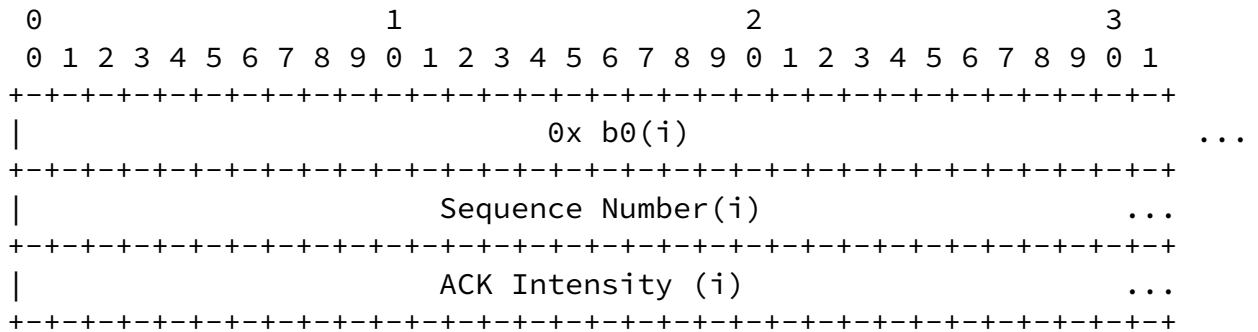 0                   1                   2                   3
 0 1 2 3 4 5 6 7 8 9 0 1 2 3 4 5 6 7 8 9 0 1 2 3 4 5 6 7 8 9 0 1
+-+-+-+-+-+-+-+-+-+-+-+-+-+-+-+-+-+-+-+-+-+-+-+-+-+-+-+-+-+-+-+-+
|                             0x b0(i)                            ...
+-+-+-+-+-+-+-+-+-+-+-+-+-+-+-+-+-+-+-+-+-+-+-+-+-+-+-+-+-+-+-+-+
|                       Sequence Number(i)                    ...
+-+-+-+-+-+-+-+-+-+-+-+-+-+-+-+-+-+-+-+-+-+-+-+-+-+-+-+-+-+-+-+-+
|                       ACK Intensity (i)                     ...
+-+-+-+-+-+-+-+-+-+-+-+-+-+-+-+-+-+-+-+-+-+-+-+-+-+-+-+-+-+-+-+-+